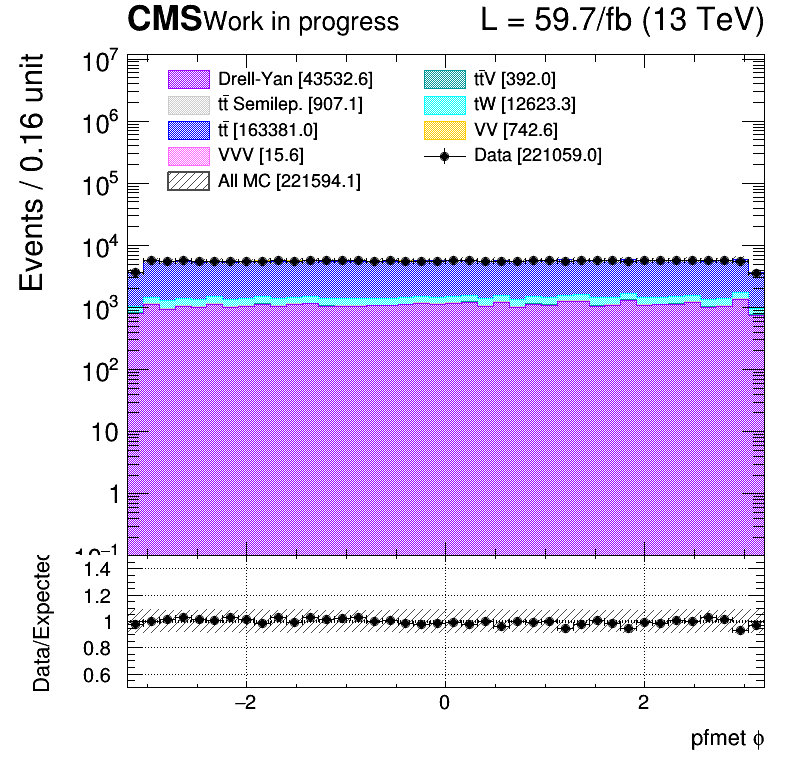 CMS Work in progress L = 59.7/fb (13 TeV)
Events / 0.16 unit
10⁷
10⁶
10⁵
10⁴
10³
10²
10
1
10⁻¹
Drell-Yan [43532.6]
tt̄ Semilep. [907.1]
tt̄ [163381.0]
VVV [15.6]
All MC [221594.1]
tt̄V [392.0]
tW [12623.3]
VV [742.6]
Data [221059.0]
Data/Expected
1.4
1.2
1
0.8
0.6
−2 0 2
pfmet ϕ